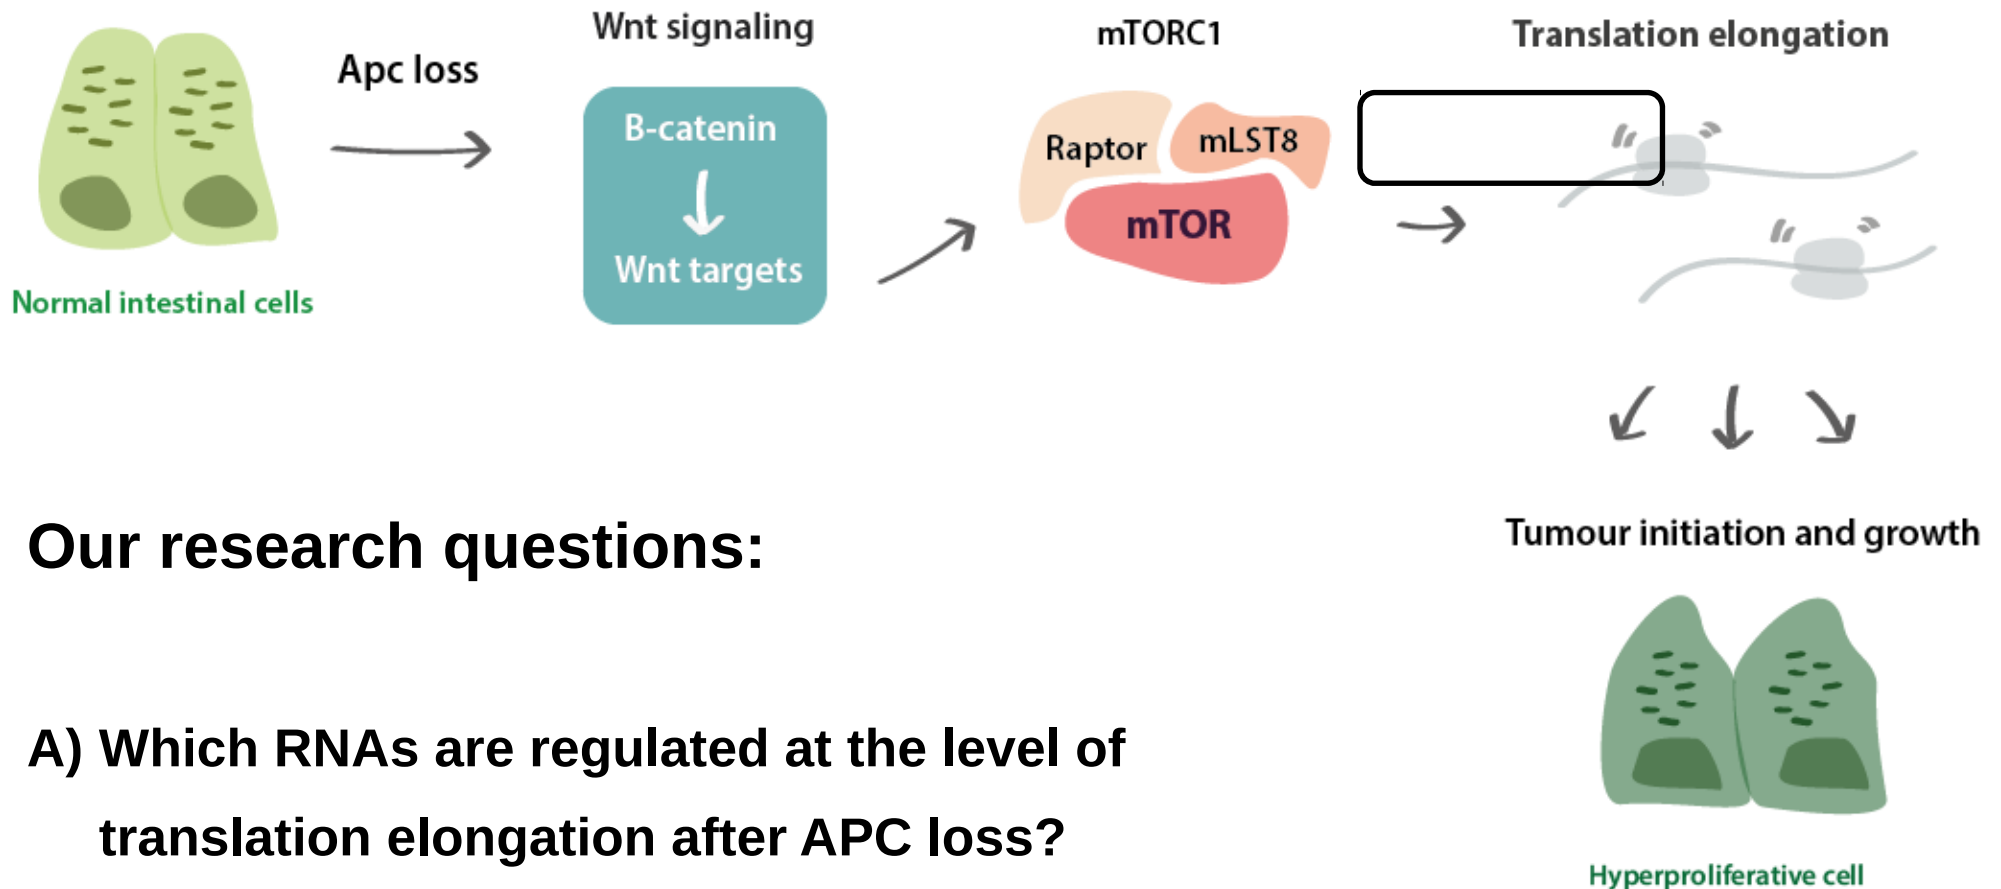 Wnt signaling
mTORC1
Translation elongation
Apc loss
B-catenin
Wnt targets
Raptor
mLST8
mTOR
Normal intestinal cells
Tumour initiation and growth
Our research questions:
A) Which RNAs are regulated at the level of
translation elongation after APC loss?
Hyperproliferative cell